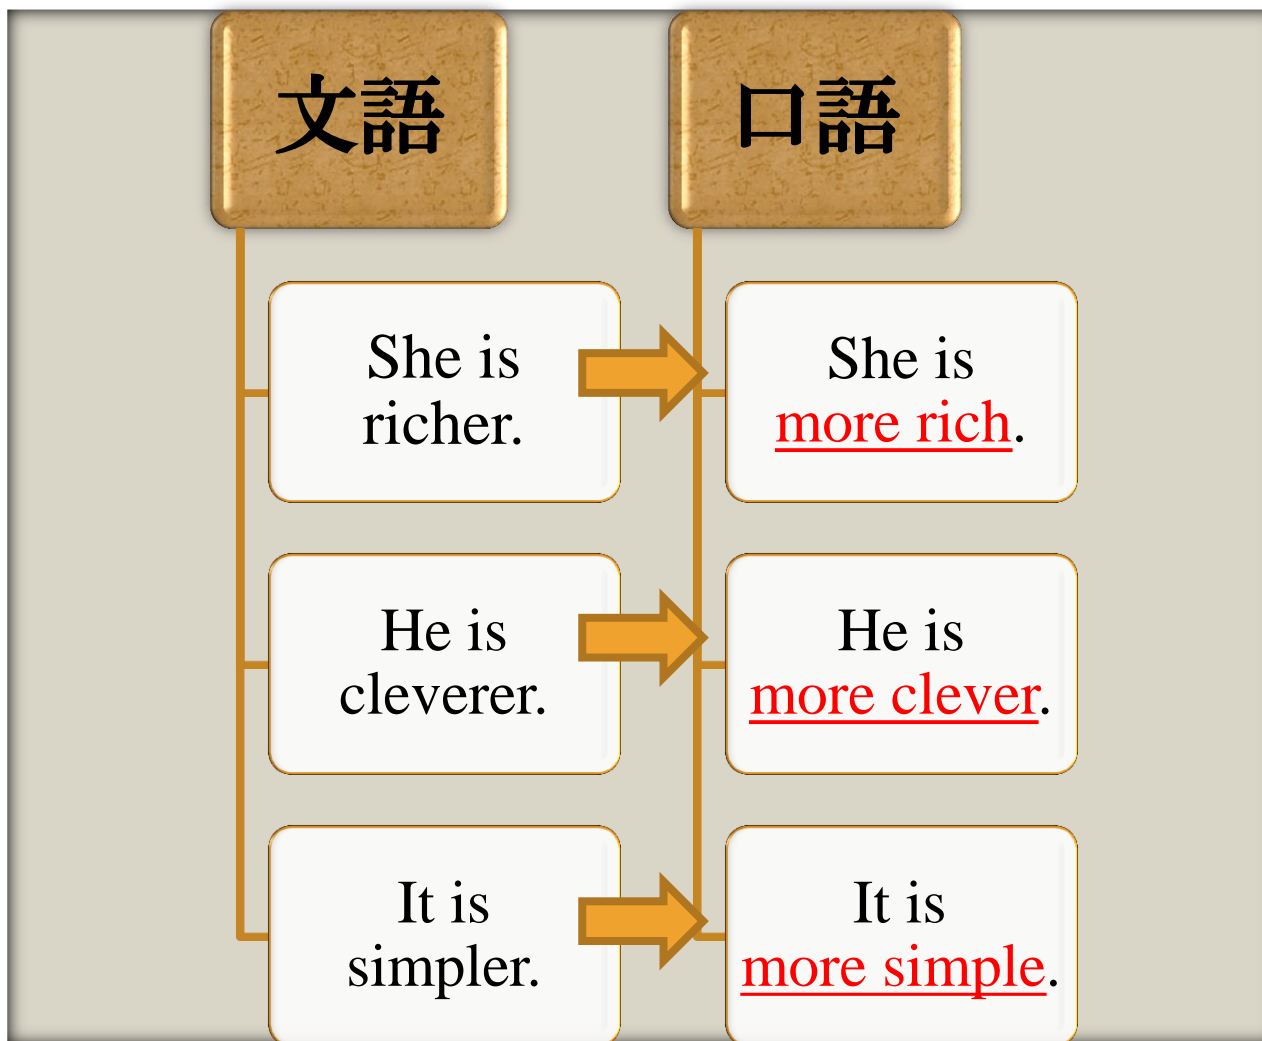 文語
She is
richer.
He is
cleverer.
It is
simpler.
口語
She is
more rich.
He is
more clever.
It is
more simple.